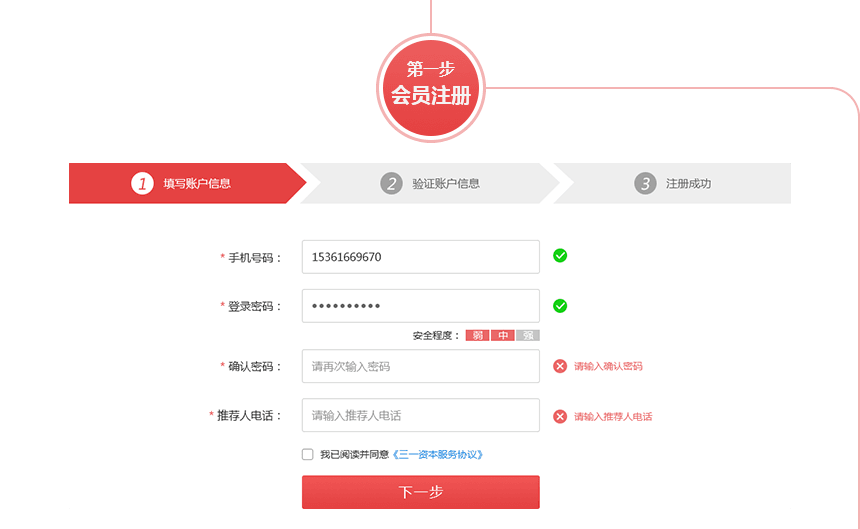 第一步
会员注册
1 填写账户信息 2 验证账户信息 3 注册成功
* 手机号码： 15361669670
* 登录密码： ••••••••••
安全程度： 弱 中 强
* 确认密码： 请再次输入密码 请输入确认密码
* 推荐人电话： 请输入推荐人电话 请输入推荐人电话
我已阅读并同意《三一资本服务协议》
下一步